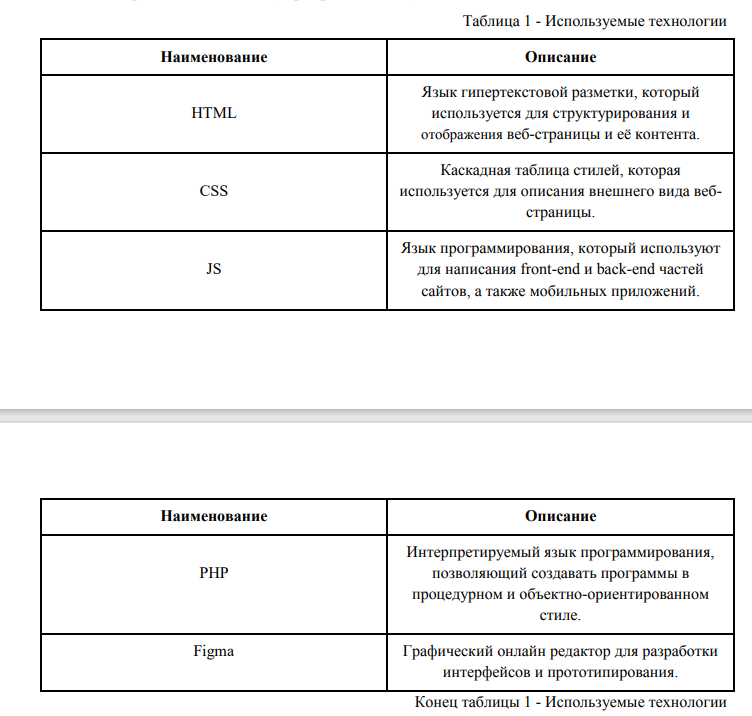 Таблица 1 - Используемые технологии
Наименование
Описание
HTML
Язык гипертекстовой разметки, который
используется для структурирования и
отображения веб-страницы и её контента.
CSS
Каскадная таблица стилей, которая
используется для описания внешнего вида веб-
страницы.
JS
Язык программирования, который используют
для написания front-end и back-end частей
сайтов, а также мобильных приложений.
Наименование
Описание
PHP
Интерпретируемый язык программирования,
позволяющий создавать программы в
процедурном и объектно-ориентированном
стиле.
Figma
Графический онлайн редактор для разработки
интерфейсов и прототипирования.
Конец таблицы 1 - Используемые технологии